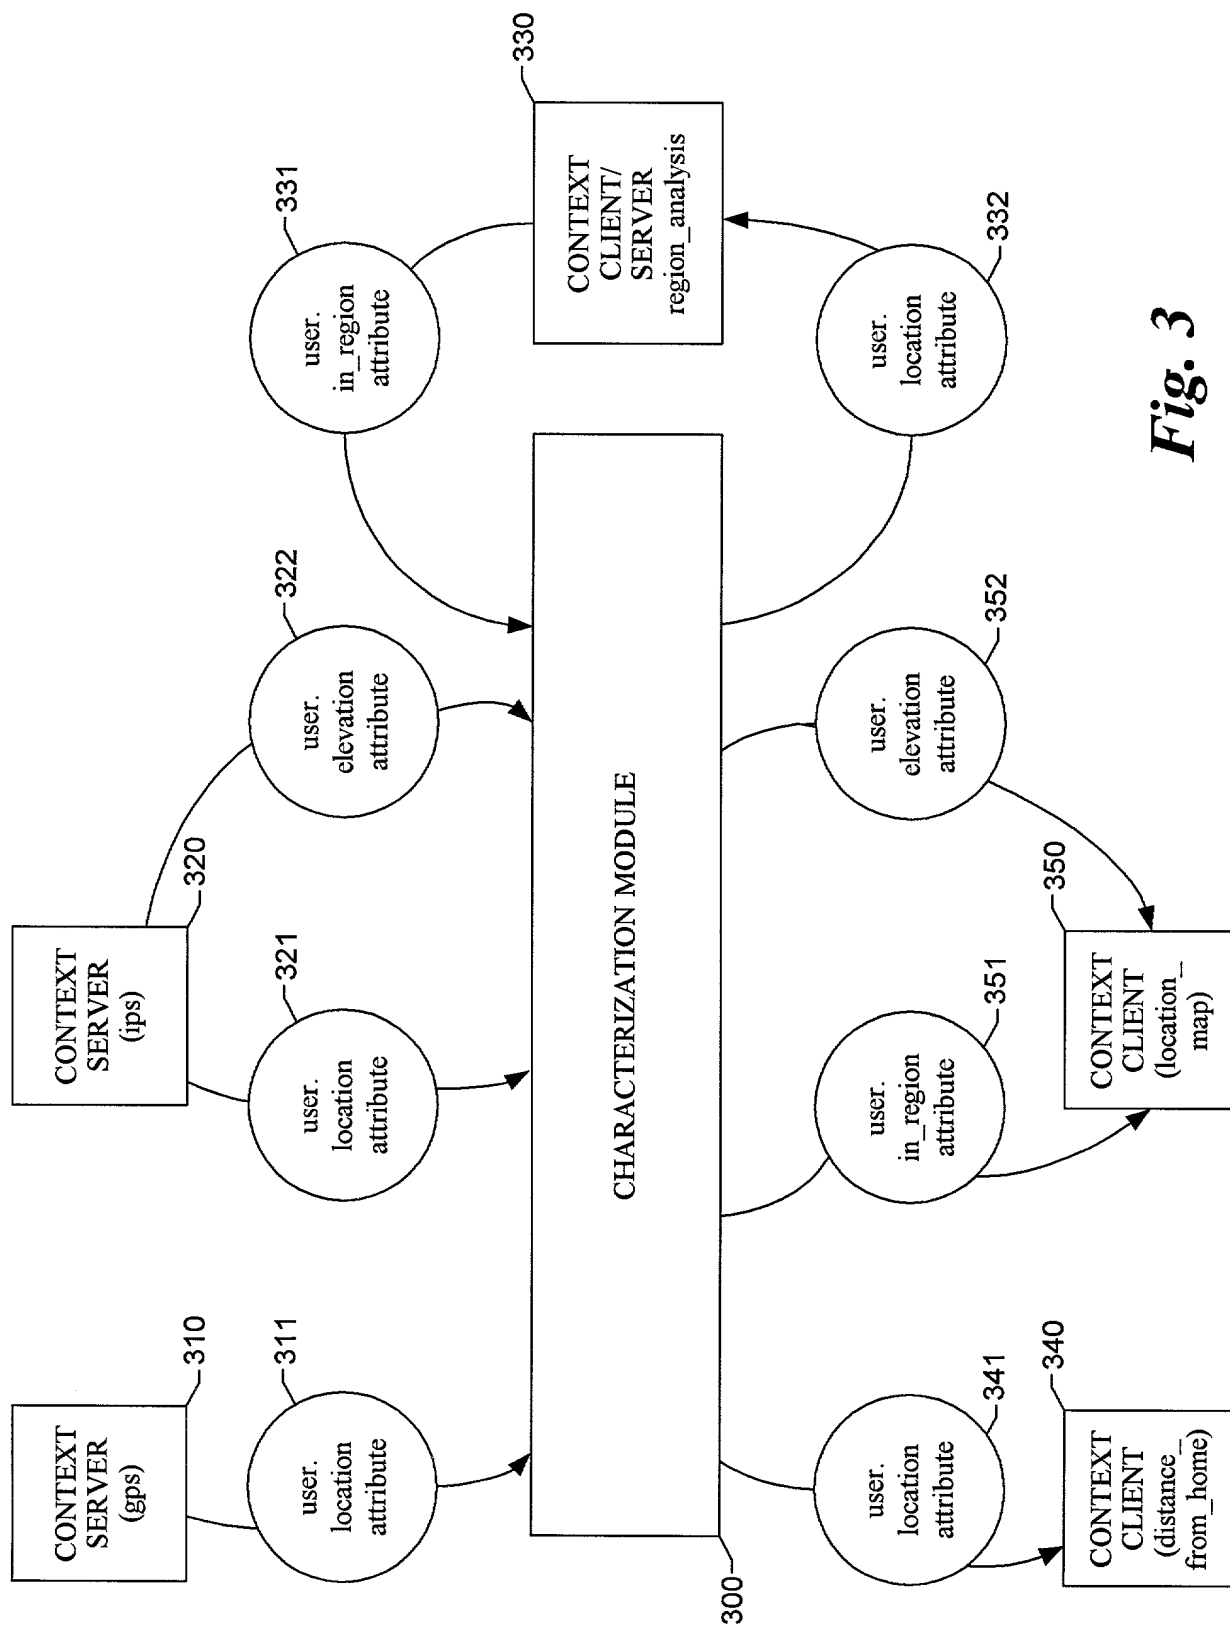 CONTEXT
SERVER
(gps)
310
311
user.
location
attribute
CONTEXT
SERVER
(ips)
320
321
user.
location
attribute
322
user.
elevation
attribute
331
user.
in_region
attribute
330
CONTEXT
CLIENT/
SERVER
region_analysis
300
CHARACTERIZATION MODULE
341
user.
location
attribute
340
CONTEXT
CLIENT
(distance_
from_home)
351
user.
in_region
attribute
352
user.
elevation
attribute
350
CONTEXT
CLIENT
(location_
map)
332
user.
location
attribute
Fig. 3